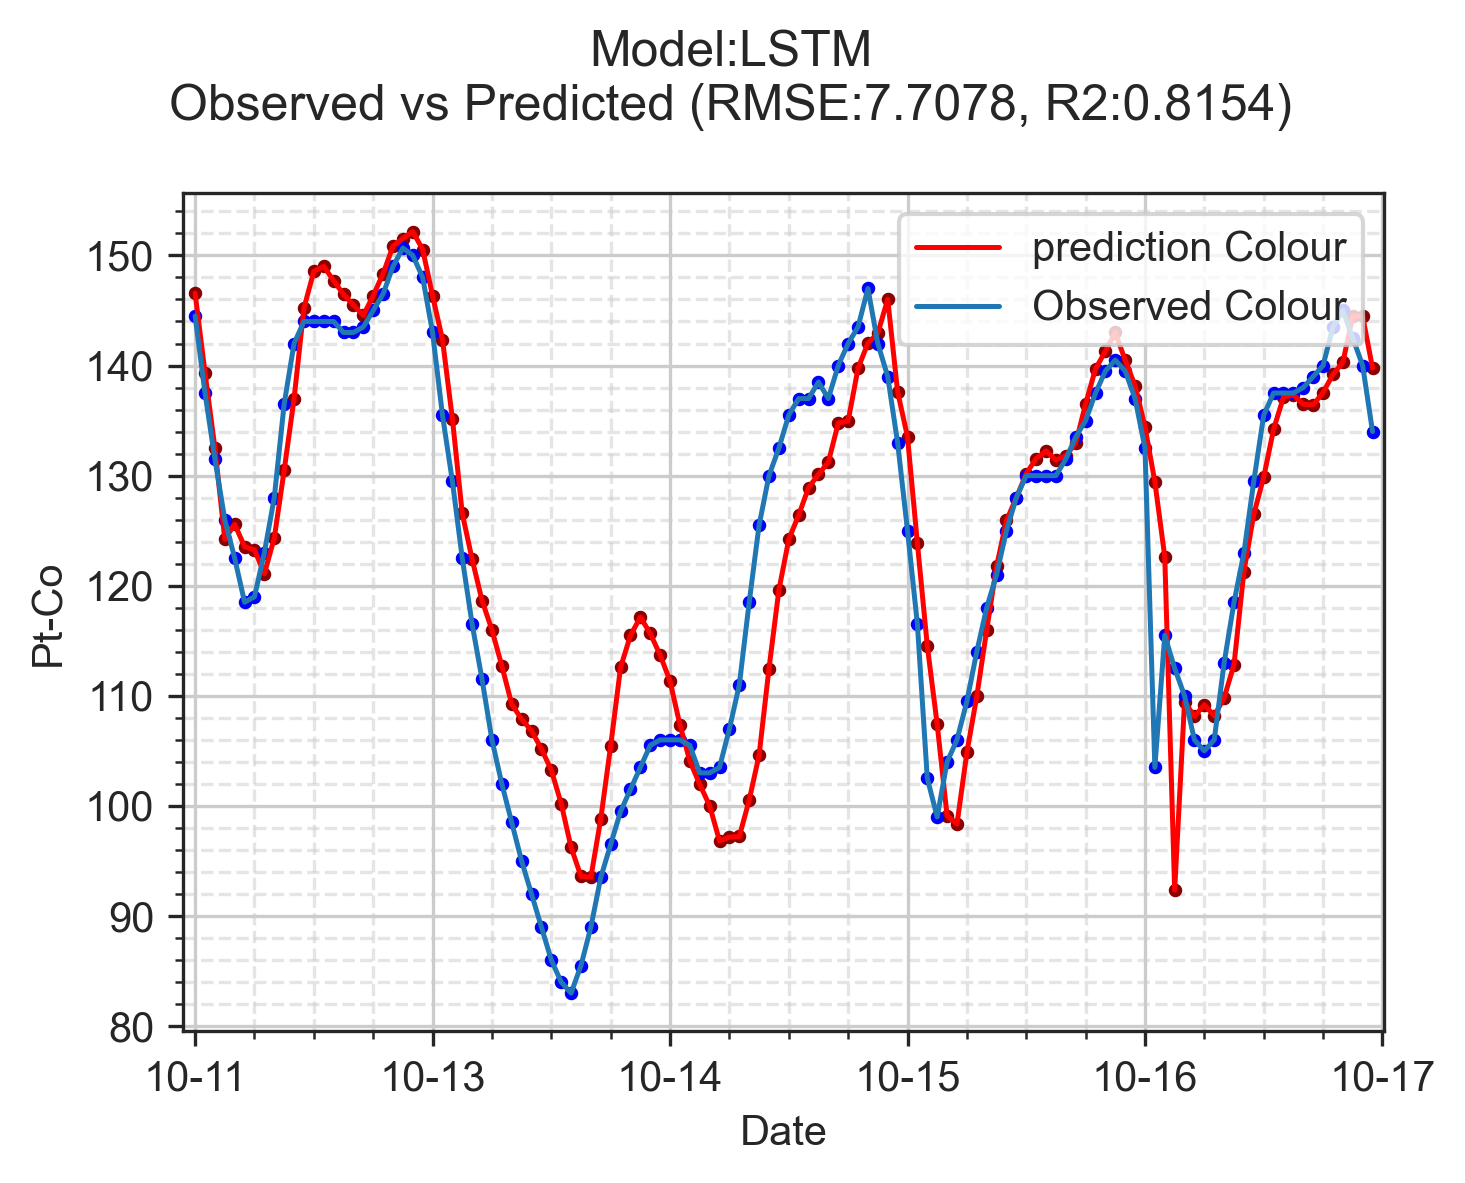 Model:LSTM
Observed vs Predicted (RMSE:7.7078, R2:0.8154)
prediction Colour
Observed Colour
150
140
130
120
110
100
90
80
Pt-Co
10-11 10-13 10-14 10-15 10-16 10-17
Date